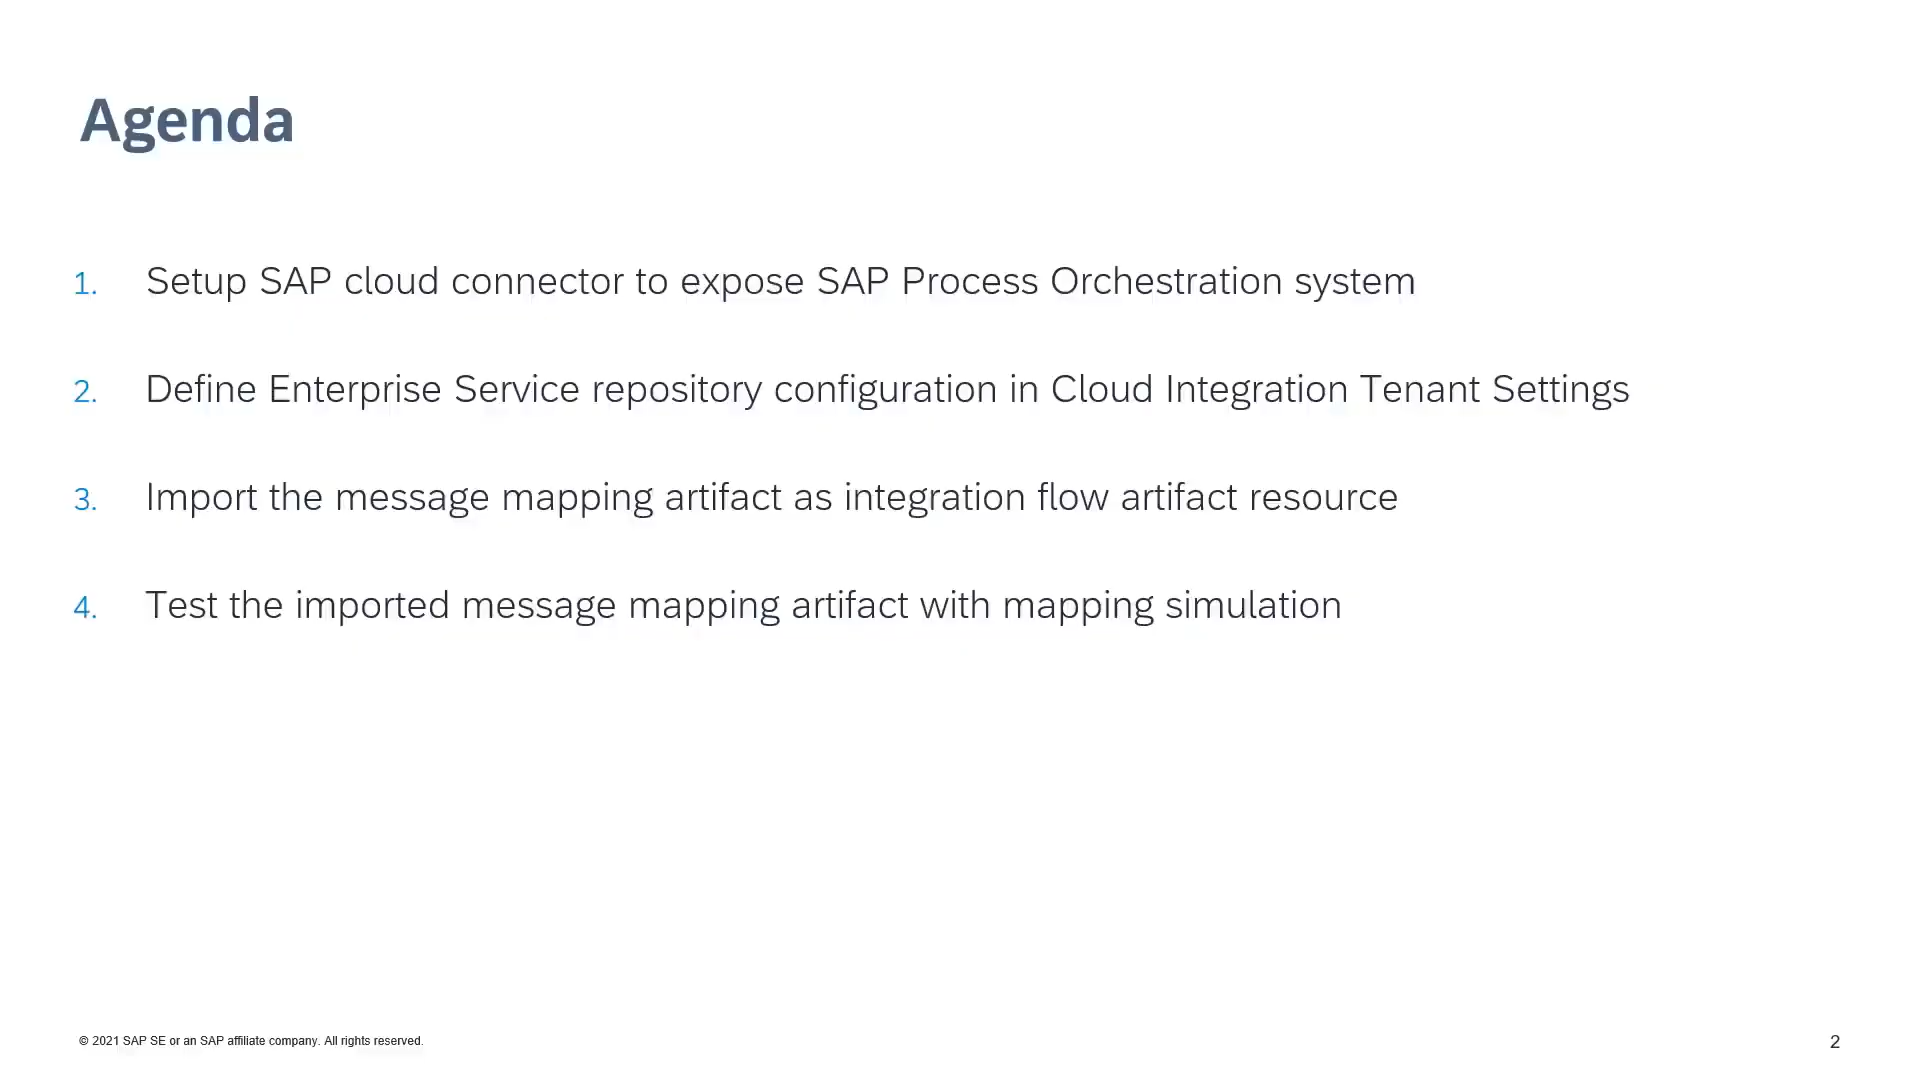 Agenda
1. Setup SAP cloud connector to expose SAP Process Orchestration system
2. Define Enterprise Service repository configuration in Cloud Integration Tenant Settings
3. Import the message mapping artifact as integration flow artifact resource
4. Test the imported message mapping artifact with mapping simulation
© 2021 SAP SE or an SAP affiliate company. All rights reserved.
2